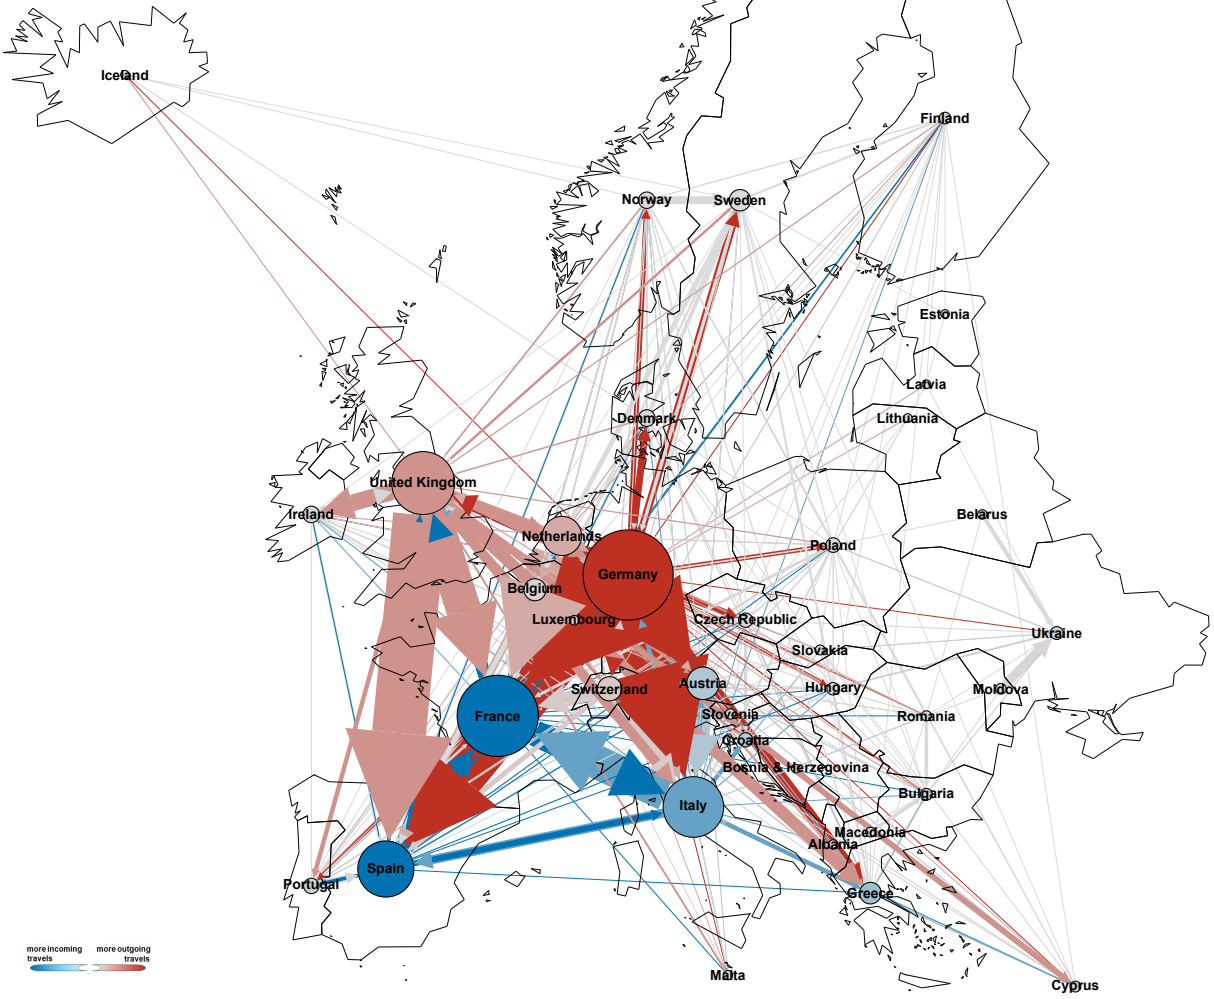 Iceland
Finland
Norway
Sweden
Estonia
Latvia
Denmark
Lithuania
United Kingdom
Ireland
Belarus
Netherlands
Poland
Germany
Belgium
Luxembourg
Czech Republic
Ukraine
Slovakia
Switzerland
Austria
Hungary
Moldova
France
Slovenia
Romania
Croatia
Bosnia & Herzegovina
Bulgaria
Italy
Macedonia
Albania
Spain
Portugal
Greece
more incoming
travels
more outgoing
travels
Malta
Cyprus